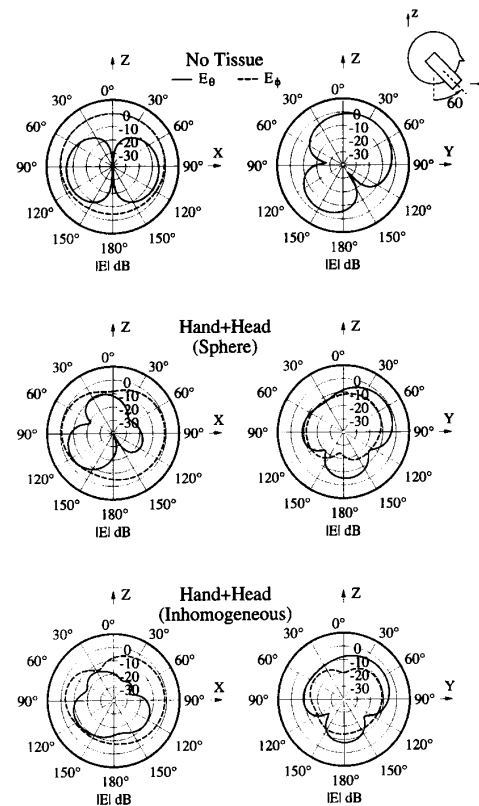 z
60
No Tissue
— E_θ --- E_ϕ
Z
0°
30° 30°
60° 60°
90° 90°
120° 120°
150° 150°
180°
0
-10
-20
-30
X
|E| dB
Z
0°
30° 30°
60° 60°
90° 90°
120° 120°
150° 150°
180°
0
-10
-20
-30
Y
|E| dB
Hand+Head
(Sphere)
Z
0°
30° 30°
60° 60°
90° 90°
120° 120°
150° 150°
180°
0
-10
-20
-30
X
|E| dB
Z
0°
30° 30°
60° 60°
90° 90°
120° 120°
150° 150°
180°
0
-10
-20
-30
Y
|E| dB
Hand+Head
(Inhomogeneous)
Z
0°
30° 30°
60° 60°
90° 90°
120° 120°
150° 150°
180°
0
-10
-20
-30
X
|E| dB
Z
0°
30° 30°
60° 60°
90° 90°
120° 120°
150° 150°
180°
0
-10
-20
-30
Y
|E| dB